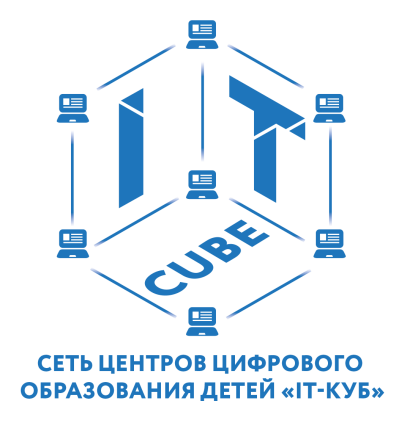 IT
CUBE
СЕТЬ ЦЕНТРОВ ЦИФРОВОГО
ОБРАЗОВАНИЯ ДЕТЕЙ «IT-КУБ»